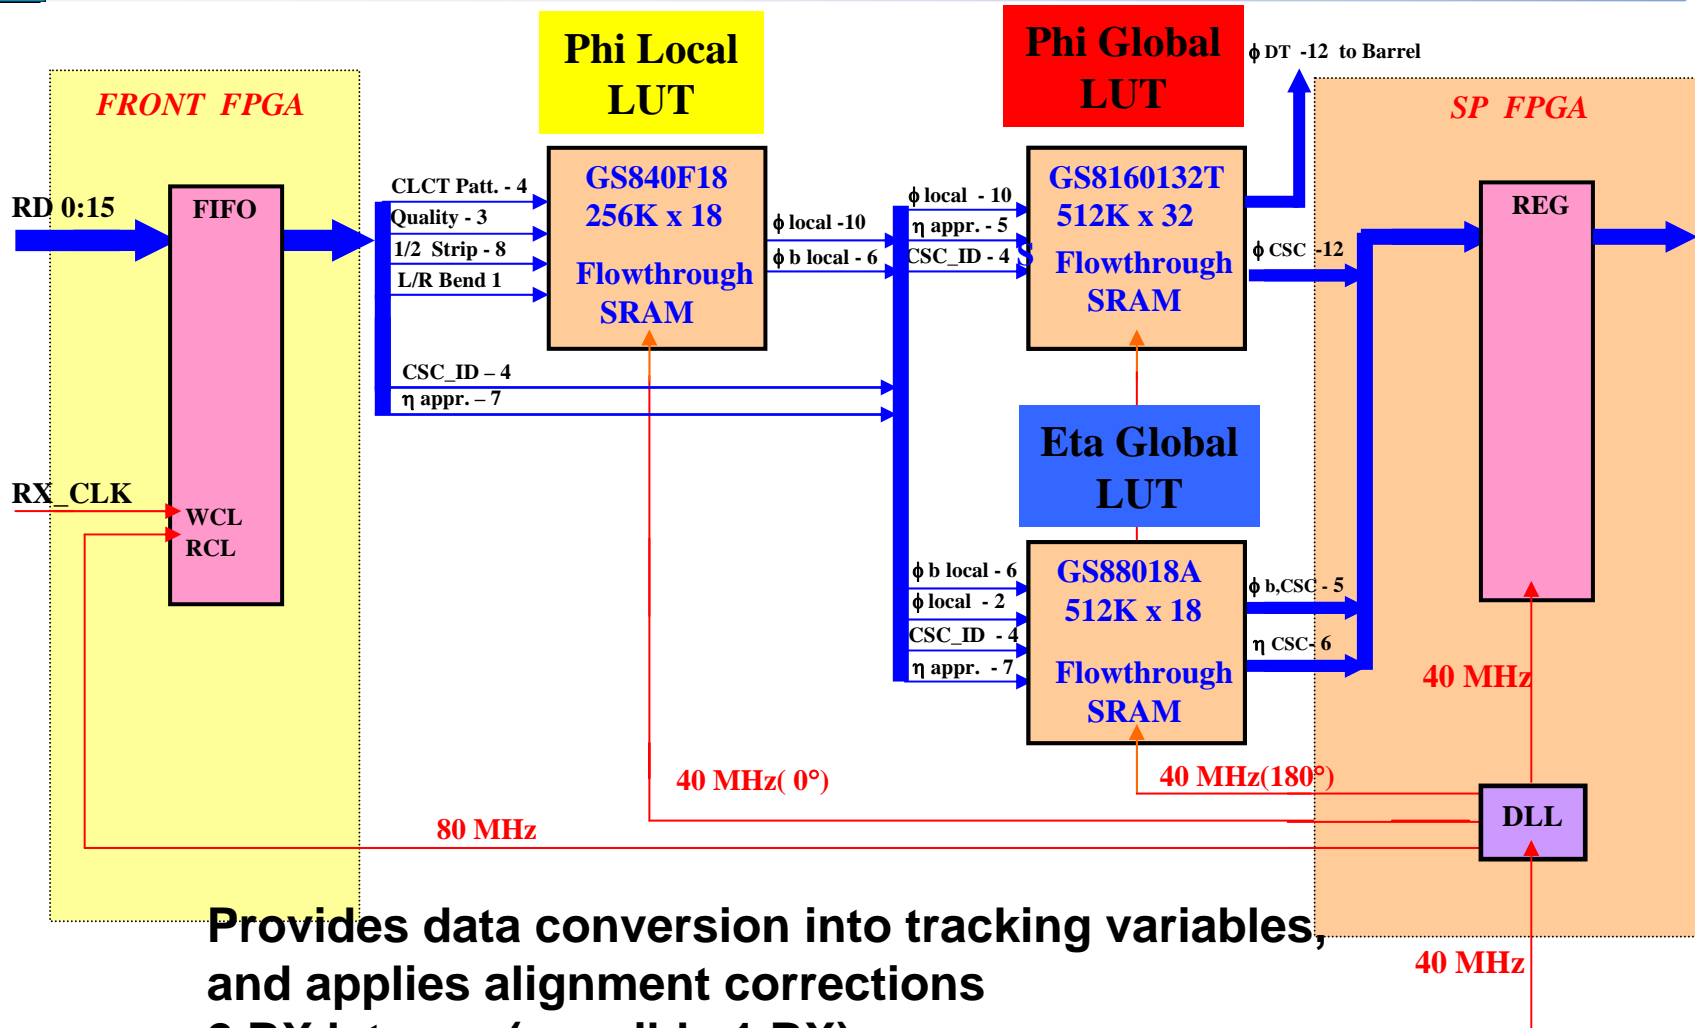 Phi Local
LUT
Phi Global
LUT
ϕ DT -12 to Barrel
FRONT FPGA
SP FPGA
RD 0:15
FIFO
CLCT Patt. - 4
Quality - 3
1/2 Strip - 8
L/R Bend 1
GS840F18
256K x 18
Flowthrough
SRAM
ϕ local -10
ϕ b local - 6
ϕ local - 10
η appr. - 5
CSC_ID - 4
S
GS8160132T
512K x 32
Flowthrough
SRAM
ϕ CSC -12
REG
CSC_ID – 4
η appr. – 7
Eta Global
LUT
RX_CLK
WCL
RCL
ϕ b local - 6
ϕ local - 2
CSC_ID - 4
η appr. - 7
GS88018A
512K x 18
Flowthrough
SRAM
ϕ b,CSC - 5
η CSC- 6
40 MHz
40 MHz( 0°)
40 MHz(180°)
80 MHz
DLL
40 MHz
Provides data conversion into tracking variables,
and applies alignment corrections